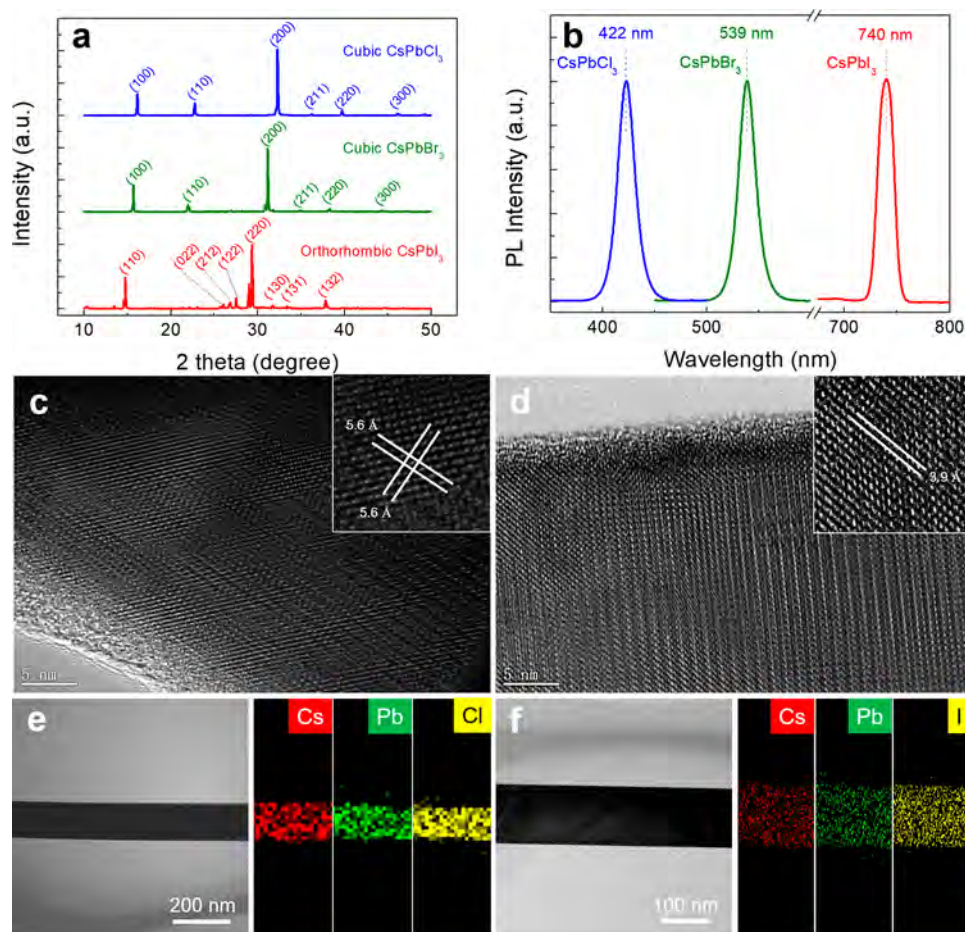 a
Intensity (a.u.)
Cubic CsPbCl3
(100)
(110)
(200)
(211)
(220)
(300)
Cubic CsPbBr3
(100)
(110)
(200)
(211)
(220)
(300)
Orthorhombic CsPbI3
(110)
(022)
(212)
(122)
(220)
(130)
(131)
(132)
10 20 30 40 50
2 theta (degree)
b
PL Intensity (a.u.)
422 nm
539 nm
740 nm
CsPbCl3
CsPbBr3
CsPbI3
400 500 700 800
Wavelength (nm)
c
5.6 Å
5.6 Å
5 nm
d
3.9 Å
5 nm
e
200 nm
Cs
Pb
Cl
f
100 nm
Cs
Pb
I